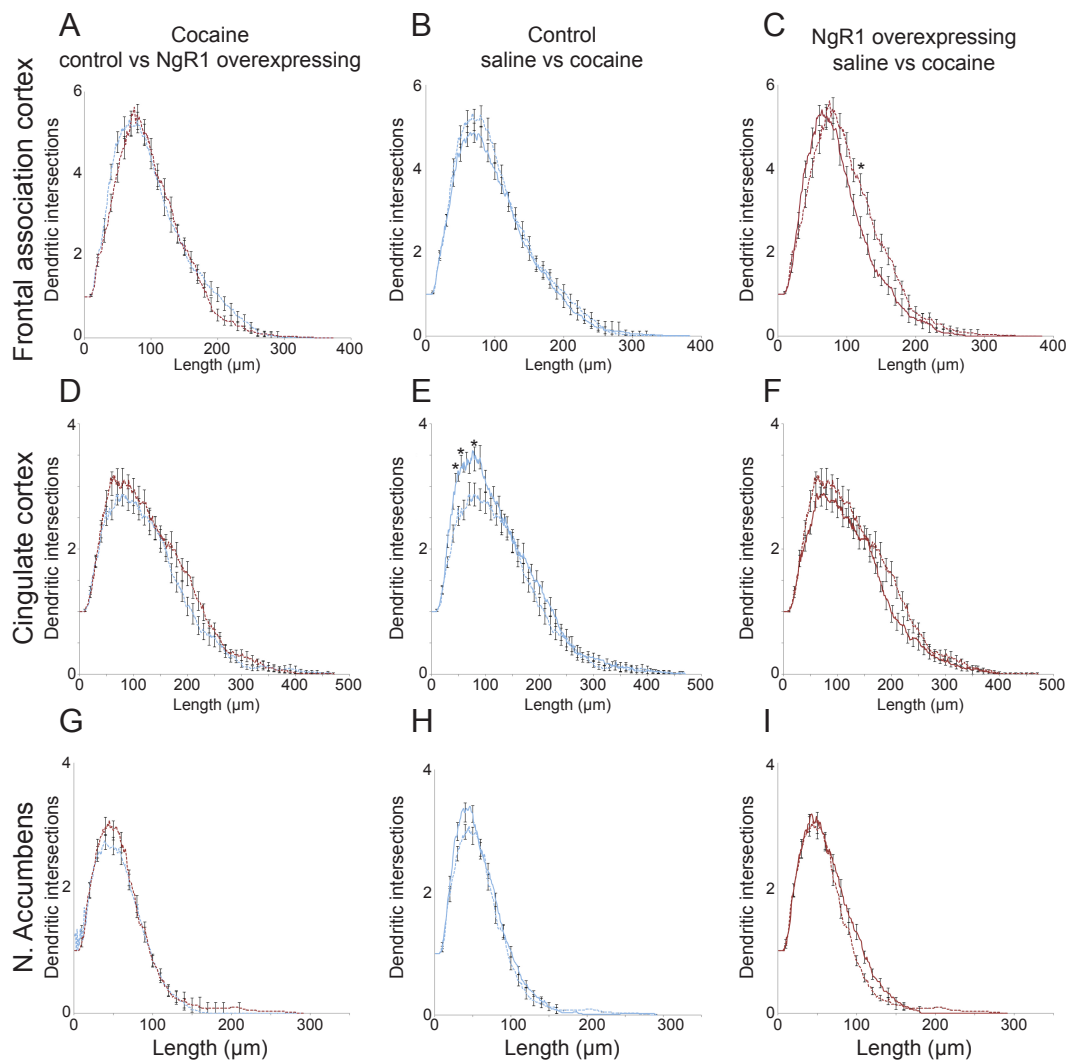 A
Cocaine
control vs NgR1 overexpressing
B
Control
saline vs cocaine
C
NgR1 overexpressing
saline vs cocaine
Frontal association cortex
Dendritic intersections
6
4
2
0
0 100 200 300 400
Length (µm)
Dendritic intersections
6
4
2
0
0 100 200 300 400
Length (µm)
Dendritic intersections
6
4
2
0
*
0 100 200 300 400
Length (µm)
Cingulate cortex
D
Dendritic intersections
4
2
0
0 100 200 300 400 500
Length (µm)
E
Dendritic intersections
4
2
0
* * *
0 100 200 300 400 500
Length (µm)
F
Dendritic intersections
4
2
0
0 100 200 300 400 500
Length (µm)
N. Accumbens
G
Dendritic intersections
4
2
0
0 100 200 300
Length (µm)
H
Dendritic intersections
4
2
0
0 100 200 300
Length (µm)
I
Dendritic intersections
4
2
0
0 100 200 300
Length (µm)